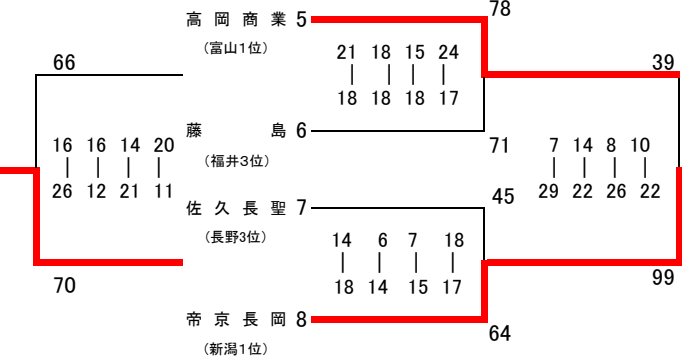 高岡商業 5
(富山1位)
78
21 18 15 24
18 18 18 17
66
39
藤島 6
(福井3位)
71
16 16 14 20
26 12 21 11
7 14 8 10
29 22 26 22
佐久長聖 7
(長野3位)
45
14 6 7 18
18 14 15 17
70
99
帝京長岡 8
(新潟1位)
64